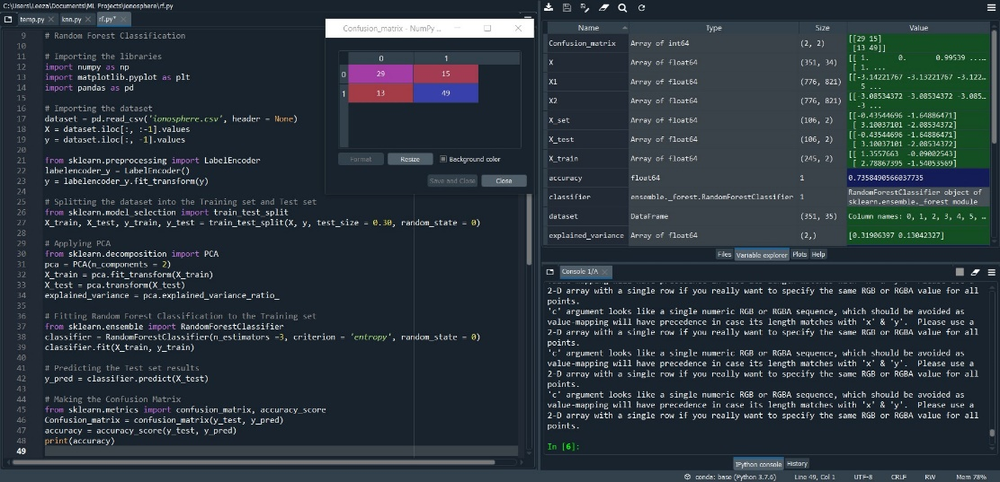 C:\Users\Leeza\Documents\ML Projects\ionosphere\rf.py
temp.py knn.py rf.py*
9 # Random Forest Classification
10
11 # Importing the libraries
12 import numpy as np
13 import matplotlib.pyplot as plt
14 import pandas as pd
15
16 # Importing the dataset
17 dataset = pd.read_csv('ionosphere.csv', header = None)
18 X = dataset.iloc[:, :-1].values
19 y = dataset.iloc[:, -1].values
20
21 from sklearn.preprocessing import LabelEncoder
22 labelencoder_y = LabelEncoder()
23 y = labelencoder_y.fit_transform(y)
24
25 # Splitting the dataset into the Training set and Test set
26 from sklearn.model_selection import train_test_split
27 X_train, X_test, y_train, y_test = train_test_split(X, y, test_size = 0.30, random_state = 0)
28
29 # Applying PCA
30 from sklearn.decomposition import PCA
31 pca = PCA(n_components = 2)
32 X_train = pca.fit_transform(X_train)
33 X_test = pca.transform(X_test)
34 explained_variance = pca.explained_variance_ratio_
35
36 # Fitting Random Forest Classification to the Training set
37 from sklearn.ensemble import RandomForestClassifier
38 classifier = RandomForestClassifier(n_estimators =3, criterion = 'entropy', random_state = 0)
39 classifier.fit(X_train, y_train)
40
41 # Predicting the Test set results
42 y_pred = classifier.predict(X_test)
43
44 # Making the Confusion Matrix
45 from sklearn.metrics import confusion_matrix, accuracy_score
46 Confusion_matrix = confusion_matrix(y_test, y_pred)
47 accuracy = accuracy_score(y_test, y_pred)
48 print(accuracy)
49
Confusion_matrix - NumPy
0 1
0 29 15
1 13 49
Format Resize Background color
Save and Close Close
Name Type Size Value
Confusion_matrix Array of int64 (2, 2) [[29 15]
[13 49]]
X Array of float64 (351, 34) [[ 1. 0. 0.99539 ...
[ 1. ...
X1 Array of float64 (776, 821) [[-3.14221767 -3.13221767 -3.122...
5 ...
X2 Array of float64 (776, 821) [[-3.08534372 -3.08534372 -3.085...
-3 ...
X_set Array of float64 (106, 2) [[-0.43544696 -1.64886471]
[ 3.10037101 -2.08534372]
X_test Array of float64 (106, 2) [[-0.43544696 -1.64886471]
[ 3.10037101 -2.08534372]
X_train Array of float64 (245, 2) [[ 1.3557663 -0.09002543]
[ 2.78867395 -1.54053569]
accuracy float64 1 0.7358490566037735
classifier ensemble._forest.RandomForestClassifier 1 RandomForestClassifier object of
sklearn.ensemble._forest module
dataset DataFrame (351, 35) Column names: 0, 1, 2, 3, 4, 5, ...
explained_variance Array of float64 (2,) [0.31906397 0.13042327]
Files Variable explorer Plots Help
Console 1/A
value-mapping will have precedence in case its length matches with 'x' & 'y'. Please use a
2-D array with a single row if you really want to specify the same RGB or RGBA value for all
points.
'c' argument looks like a single numeric RGB or RGBA sequence, which should be avoided as
value-mapping will have precedence in case its length matches with 'x' & 'y'. Please use a
2-D array with a single row if you really want to specify the same RGB or RGBA value for all
points.
'c' argument looks like a single numeric RGB or RGBA sequence, which should be avoided as
value-mapping will have precedence in case its length matches with 'x' & 'y'. Please use a
2-D array with a single row if you really want to specify the same RGB or RGBA value for all
points.
'c' argument looks like a single numeric RGB or RGBA sequence, which should be avoided as
value-mapping will have precedence in case its length matches with 'x' & 'y'. Please use a
2-D array with a single row if you really want to specify the same RGB or RGBA value for all
points.
In [6]:
IPython console History
conda: base (Python 3.7.6) Line 49, Col 1 UTF-8 CRLF RW Mem 78%